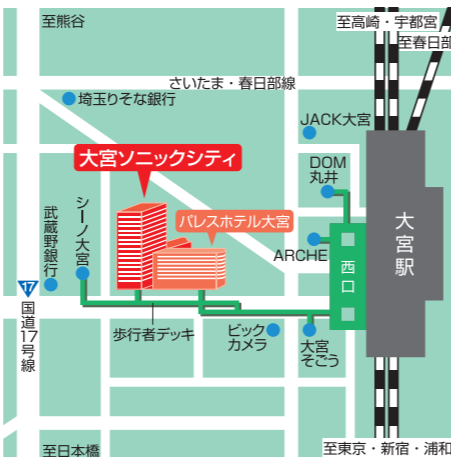 至熊谷
至高崎・宇都宮
至春日部
さいたま・春日部線
埼玉りそな銀行
JACK大宮
大宮ソニックシティ
DOM
丸井
パレスホテル大宮
シーノ大宮
武蔵野銀行
大宮駅
ARCHE
西口
17
国道17号線
歩行者デッキ
ビック
カメラ
大宮
そごう
至日本橋
至東京・新宿・浦和